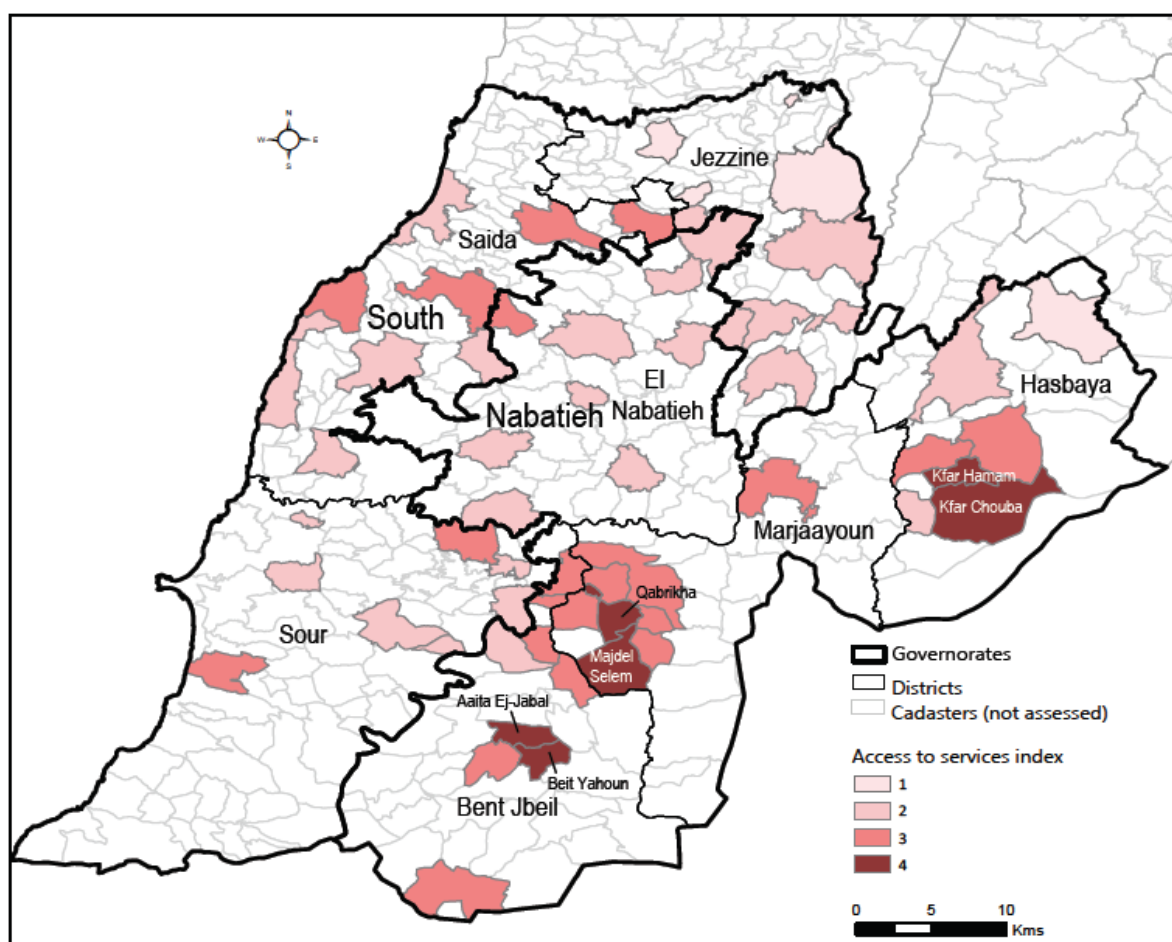 N
W E
S
Jezzine
Saida
South
Hasbaya
El
Nabatieh
Nabatieh
Kfar Hamam
Kfar Chouba
Marjaayoun
Qabrikha
Sour
Majdel
Selem
Aaita Ej-Jabal
Beit Yahoun
Bent Jbeil
Governorates
Districts
Cadasters (not assessed)
Access to services index
1
2
3
4
0 5 10
Kms